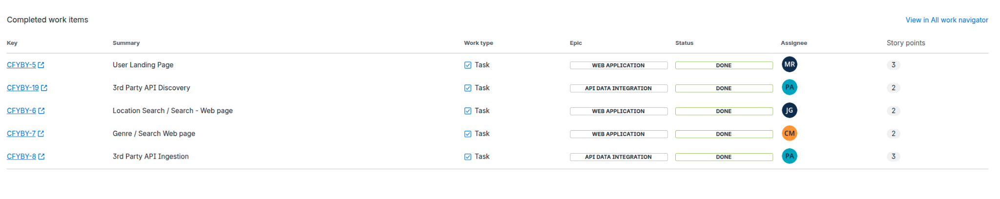 Completed work items View in All work navigator
Key Summary Work type Epic Status Assignee Story points
CFYBY-5 User Landing Page Task WEB APPLICATION DONE MR 3
CFYBY-19 3rd Party API Discovery Task API DATA INTEGRATION DONE PA 2
CFYBY-6 Location Search / Search - Web page Task WEB APPLICATION DONE JG 2
CFYBY-7 Genre / Search Web page Task WEB APPLICATION DONE CM 2
CFYBY-8 3rd Party API Ingestion Task API DATA INTEGRATION DONE PA 3